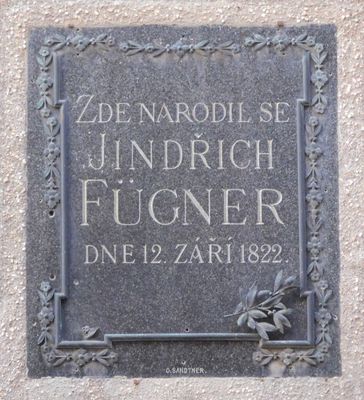 ZDE NARODIL SE
JINDŘICH
FÜGNER
DNE 12. ZÁŘÍ 1822.
O. SANDTNER.